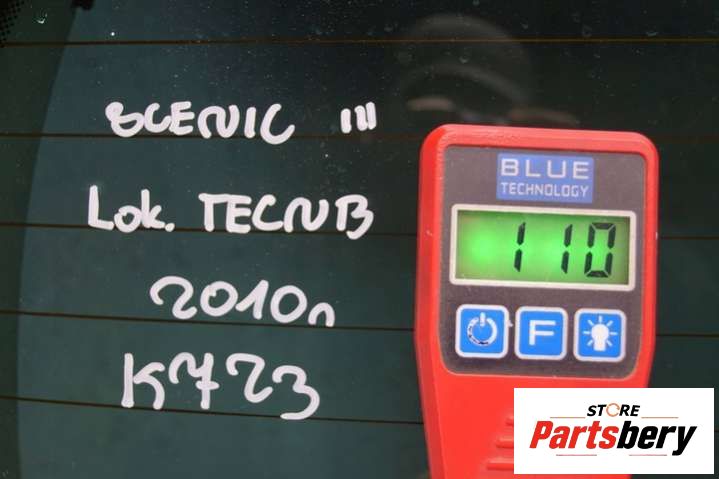 SCENIC III
Lok. TECNB
2010r
K723
BLUE
TECHNOLOGY
110
F
STORE
Partsbery